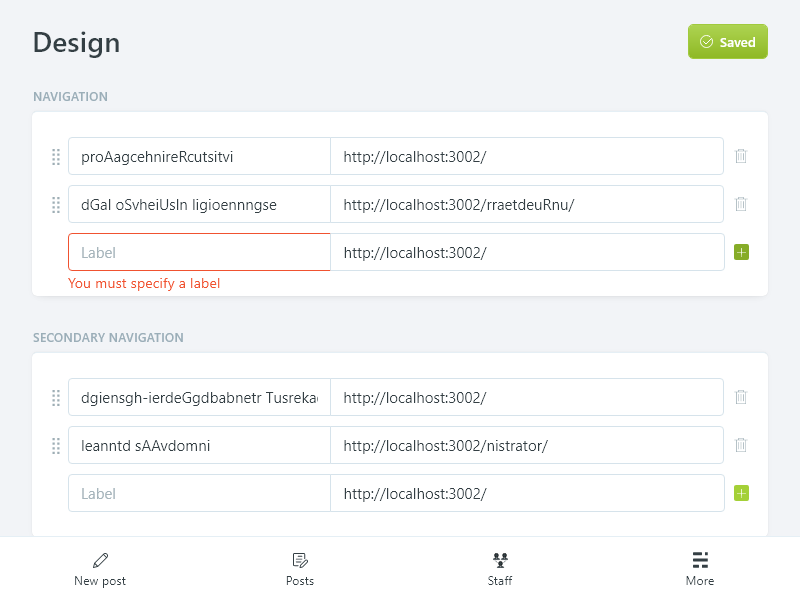 Design
Saved
NAVIGATION
proAagcehnireRcutsitvi
http://localhost:3002/
dGal oSvheiUsln ligioennngse
http://localhost:3002/rraetdeuRnu/
Label
http://localhost:3002/
You must specify a label
SECONDARY NAVIGATION
dgiensgh-ierdeGgdbabnetr Tusreka
http://localhost:3002/
leanntd sAAvdomni
http://localhost:3002/nistrator/
Label
http://localhost:3002/
New post
Posts
Staff
More